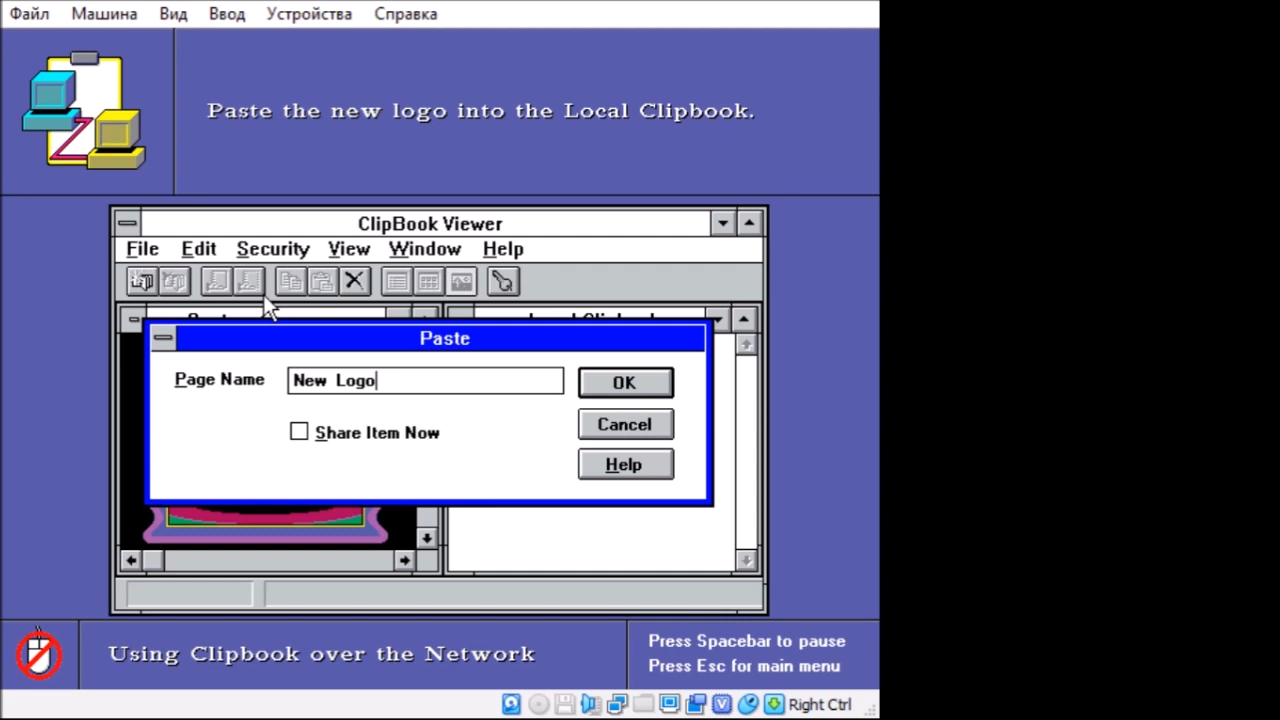 Файл Машина Вид Ввод Устройства Справка
Paste the new logo into the Local Clipbook.
ClipBook Viewer
File Edit Security View Window Help
Paste
Page Name New Logo OK
Share Item Now Cancel
Help
Using Clipbook over the Network
Press Spacebar to pause
Press Esc for main menu
Right Ctrl